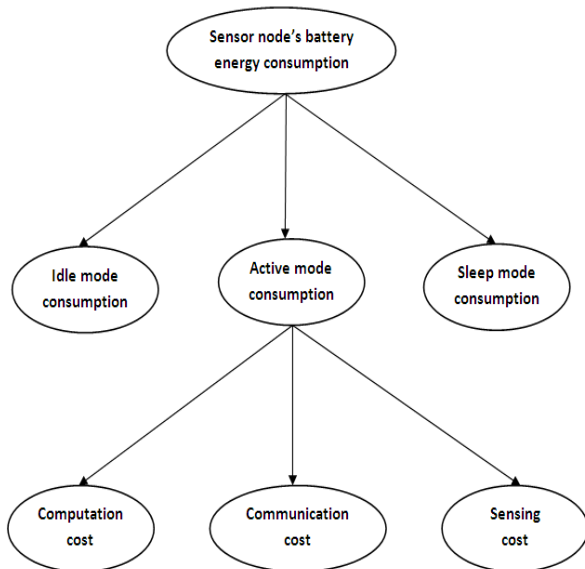 Sensor node's battery
energy consumption
Idle mode
consumption
Active mode
consumption
Sleep mode
consumption
Computation
cost
Communication
cost
Sensing
cost